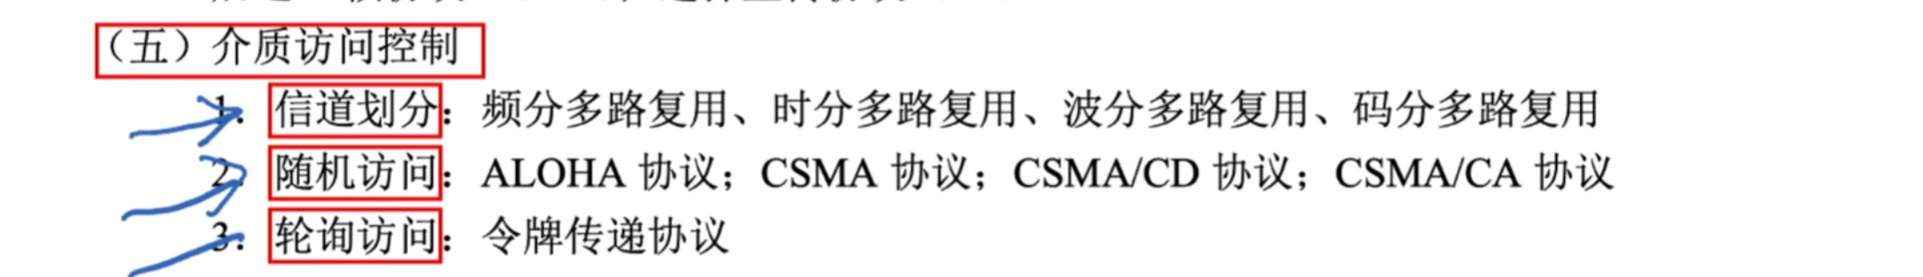 （五）介质访问控制
1. 信道划分：频分多路复用、时分多路复用、波分多路复用、码分多路复用
2. 随机访问：ALOHA 协议；CSMA 协议；CSMA/CD 协议；CSMA/CA 协议
3. 轮询访问：令牌传递协议